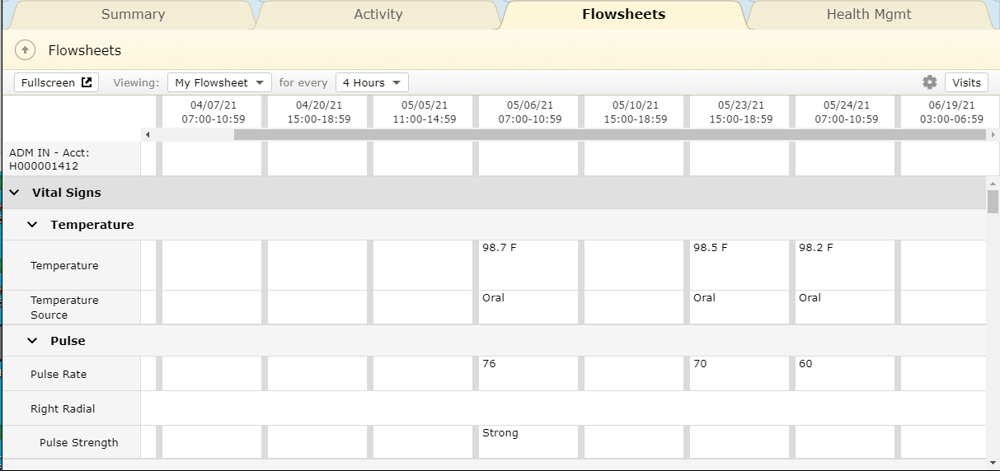 Summary Activity Flowsheets Health Mgmt
Flowsheets
Fullscreen Viewing: My Flowsheet for every 4 Hours Visits
04/07/21 04/20/21 05/05/21 05/06/21 05/10/21 05/23/21 05/24/21 06/19/21
07:00-10:59 15:00-18:59 11:00-14:59 07:00-10:59 15:00-18:59 15:00-18:59 07:00-10:59 03:00-06:59
ADM IN - Acct:
H000001412
Vital Signs
Temperature
Temperature 98.7 F 98.5 F 98.2 F
Temperature
Source Oral Oral Oral
Pulse
Pulse Rate 76 70 60
Right Radial
Pulse Strength Strong